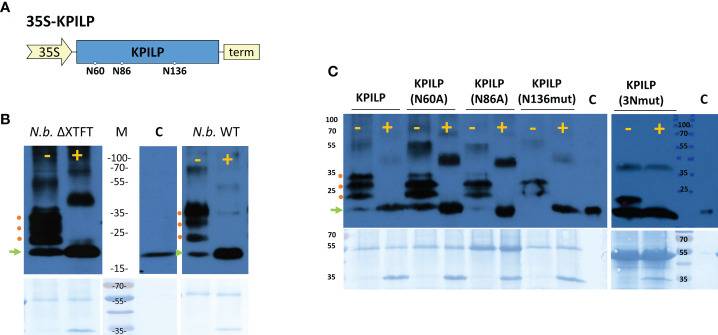 A
35S-KPILP
35S KPILP term
N60 N86 N136
B
N.b. ΔXTFT M C N.b. WT
- + - +
-100-
-70-
-55-
-35-
-25-
-15-
-70-
-55-
-35-
C
KPILP KPILP (N60A) KPILP (N86A) KPILP (N136mut) C KPILP (3Nmut) C
- + - + - + - + - +
100
70
55
35
25
100
70
55
35
25
70
55
35
70
55
35